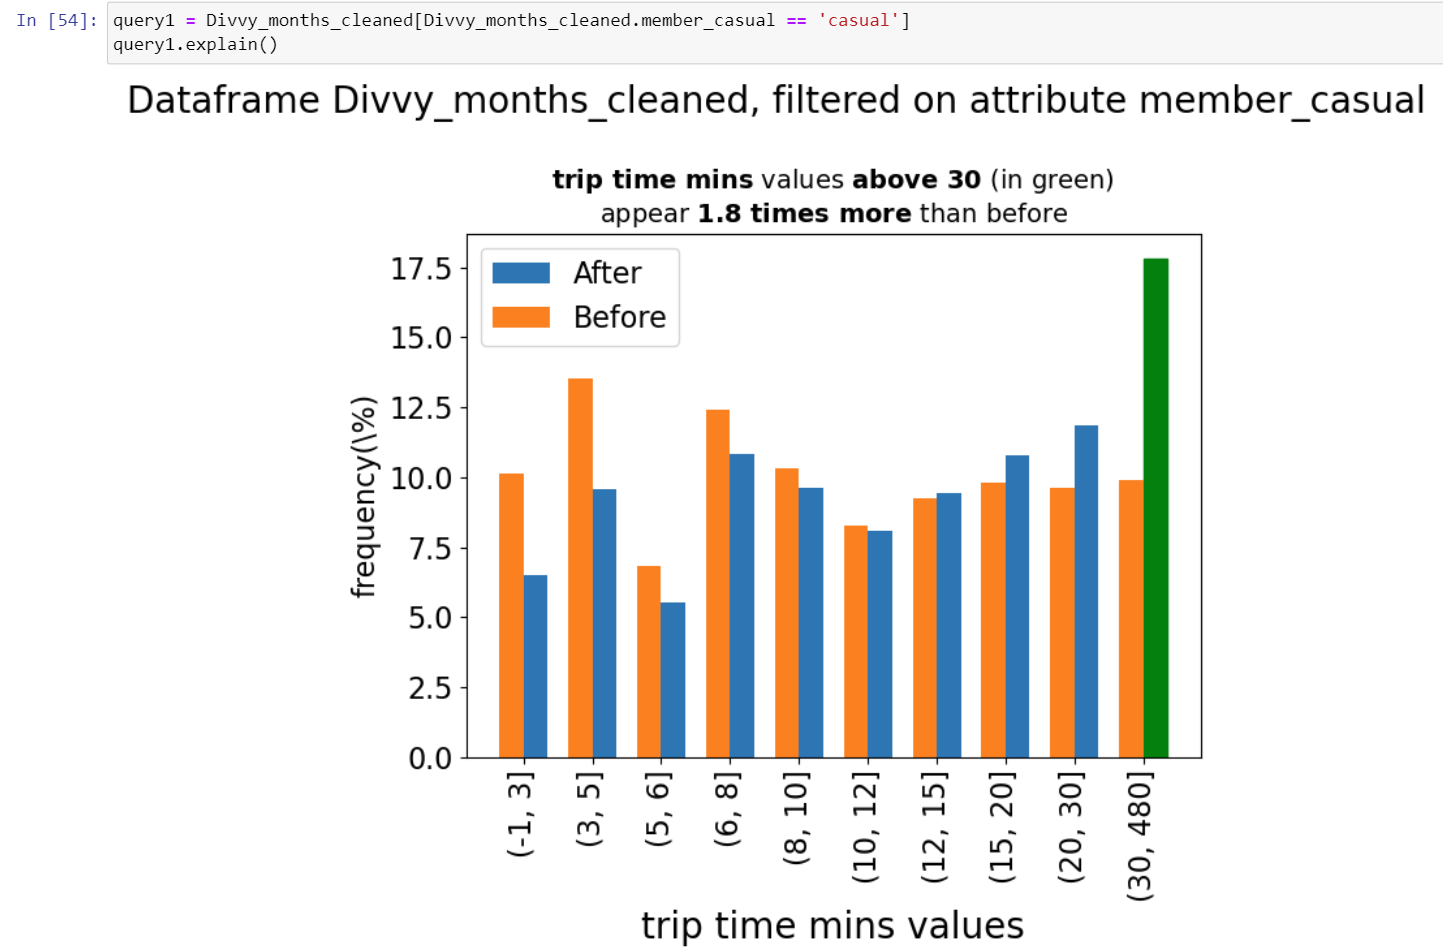 In [54]: query1 = Divvy_months_cleaned[Divvy_months_cleaned.member_casual == 'casual']
query1.explain()
Dataframe Divvy_months_cleaned, filtered on attribute member_casual
trip time mins values above 30 (in green)
appear 1.8 times more than before
After
Before
17.5
15.0
12.5
10.0
7.5
5.0
2.5
0.0
frequency(\%)
(-1, 3]
(3, 5]
(5, 6]
(6, 8]
(8, 10]
(10, 12]
(12, 15]
(15, 20]
(20, 30]
(30, 480]
trip time mins values